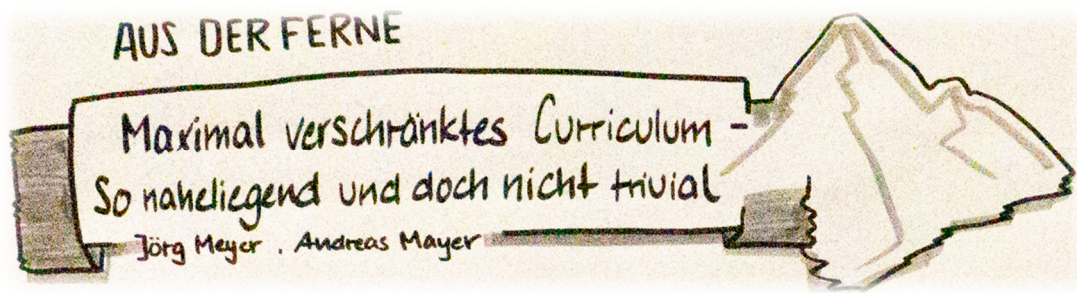 AUS DER FERNE
Maximal verschränktes Curriculum -
So naheliegend und doch nicht trivial
Jörg Meyer . Andreas Mayer